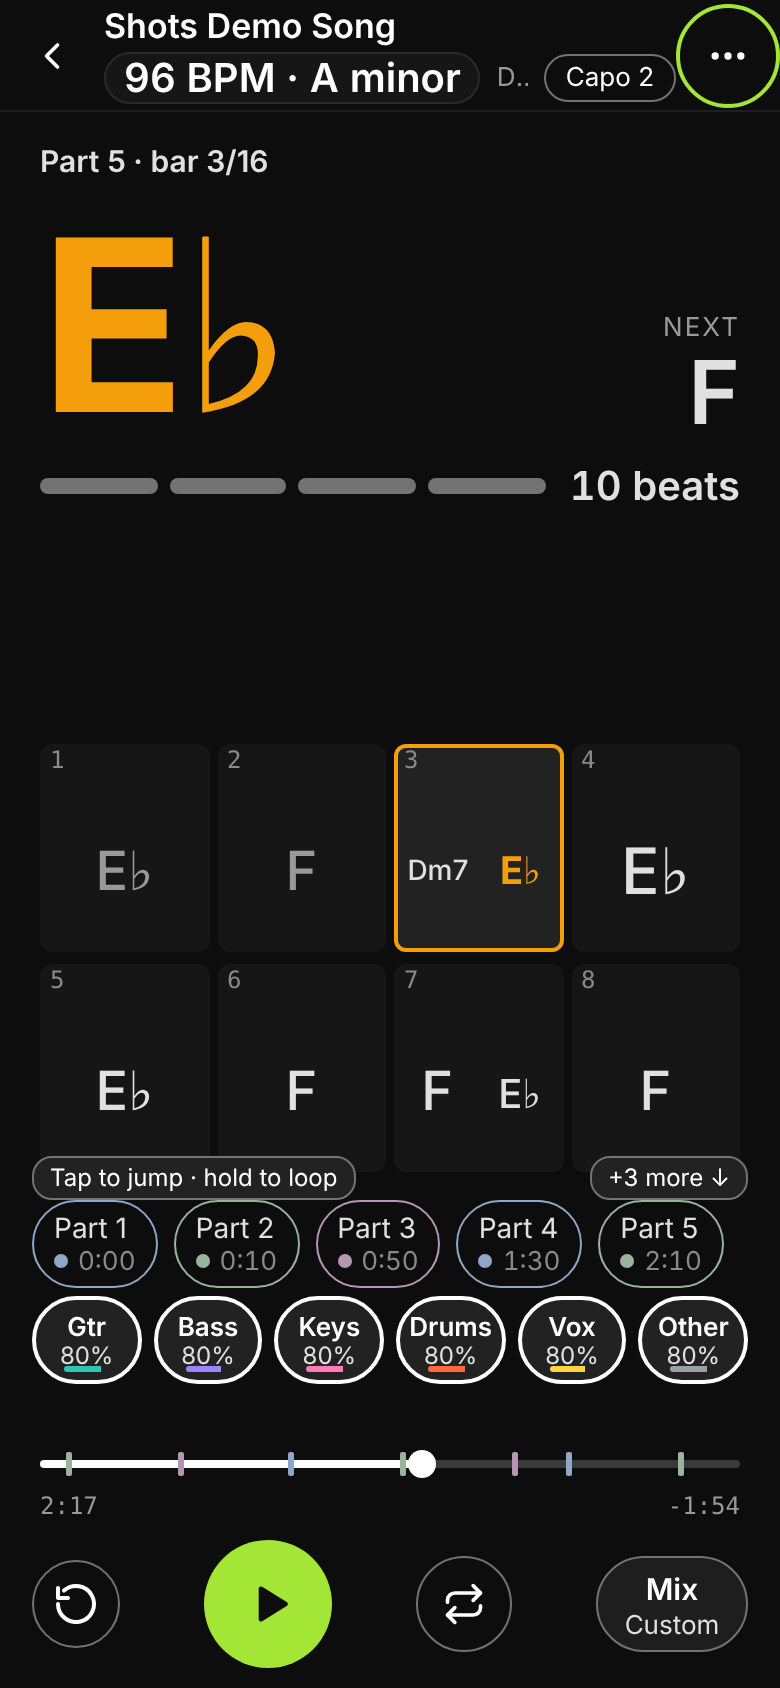 Shots Demo Song
96 BPM · A minor
D..
Capo 2
Part 5 · bar 3/16
E♭
NEXT
F
10 beats
1 2 3 4
E♭ F Dm7 E♭ E♭
5 6 7 8
E♭ F F E♭ F
Tap to jump · hold to loop
+3 more ↓
Part 1 Part 2 Part 3 Part 4 Part 5
0:00 0:10 0:50 1:30 2:10
Gtr Bass Keys Drums Vox Other
80% 80% 80% 80% 80% 80%
2:17 -1:54
Mix
Custom